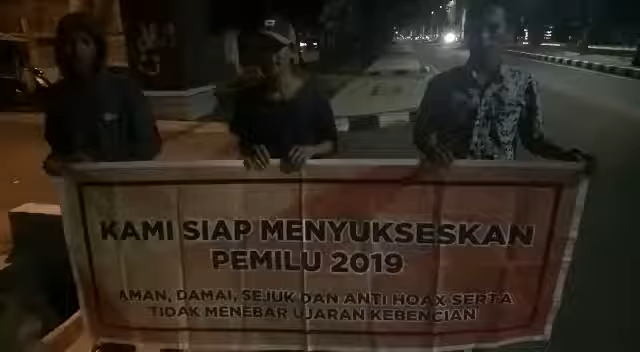 KAMI SIAP MENYUKSESKAN
PEMILU 2019
AMAN, DAMAI, SEJUK DAN ANTI HOAX SERTA
TIDAK MENEBAR UJARAN KEBENCIAN